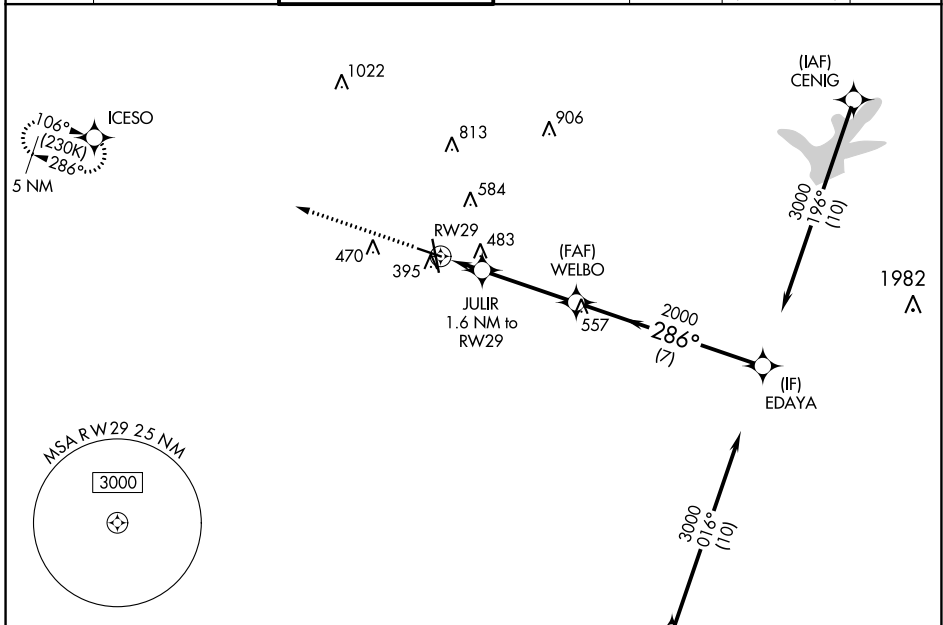 1022
(IAF)
CENIG
ICESO
106°
(230K)
286°
5 NM
813
906
584
3000
196°
(10)
RW29
483
470
395
(FAF)
WELBO
JULIR
1.6 NM to
RW29
557
2000
286°
(7)
1982
(IF)
EDAYA
MSA RW29 25 NM
3000
3000
016°
(10)